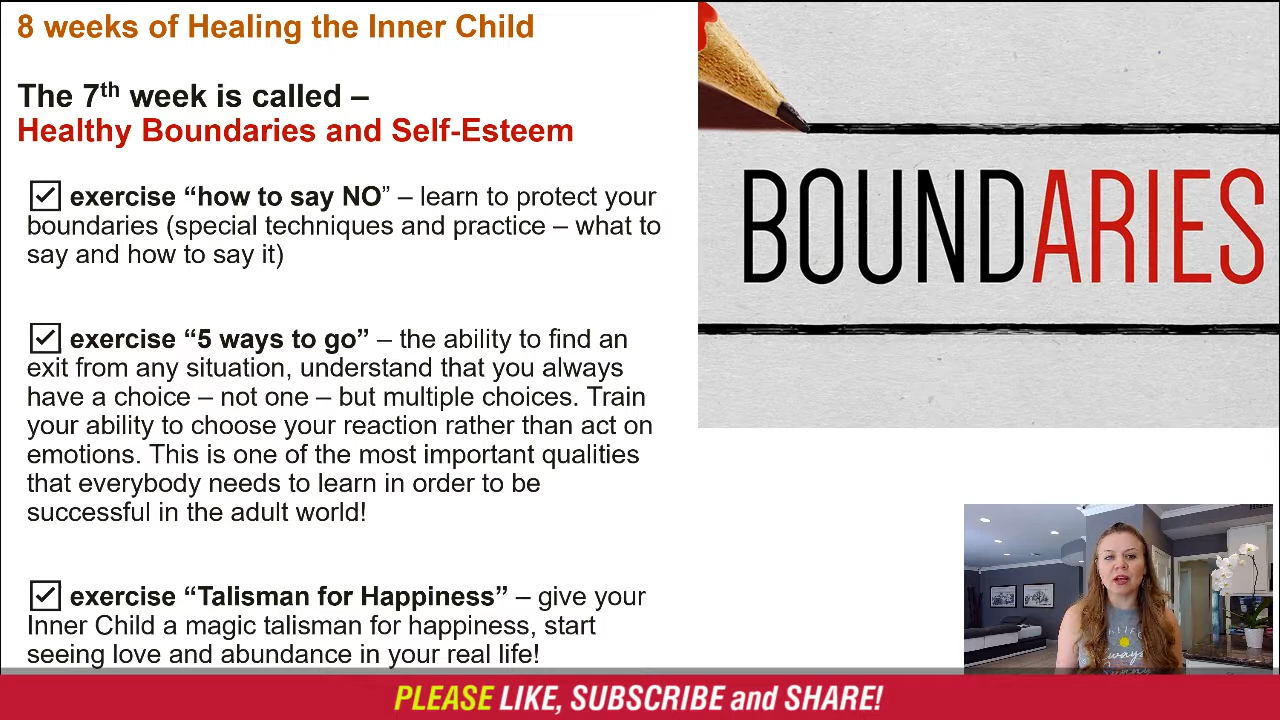 8 weeks of Healing the Inner Child
The 7th week is called –
Healthy Boundaries and Self-Esteem
☑ exercise “how to say NO” – learn to protect your
boundaries (special techniques and practice – what to
say and how to say it)
☑ exercise “5 ways to go” – the ability to find an
exit from any situation, understand that you always
have a choice – not one – but multiple choices. Train
your ability to choose your reaction rather than act on
emotions. This is one of the most important qualities
that everybody needs to learn in order to be
successful in the adult world!
☑ exercise “Talisman for Happiness” – give your
Inner Child a magic talisman for happiness, start
seeing love and abundance in your real life!
BOUNDARIES
PLEASE LIKE, SUBSCRIBE and SHARE!